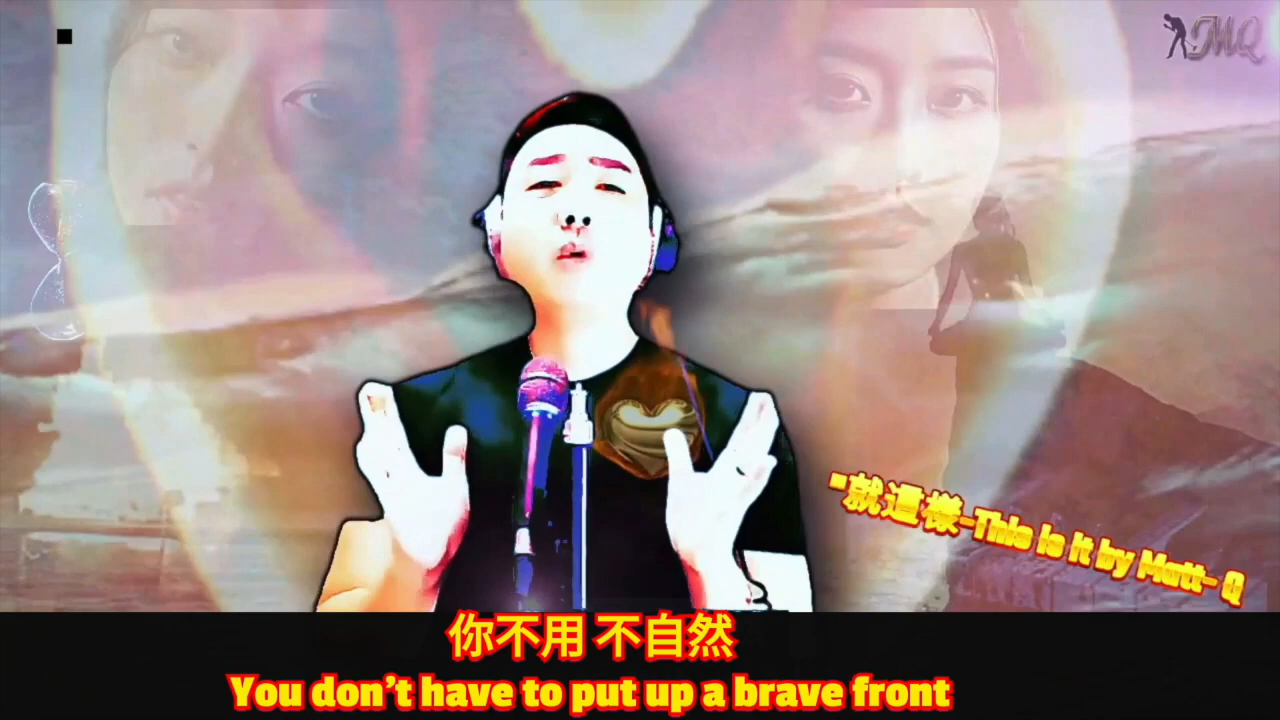 MQ
"就這樣-This is it by Matt- Q
你不用 不自然
You don't have to put up a brave front